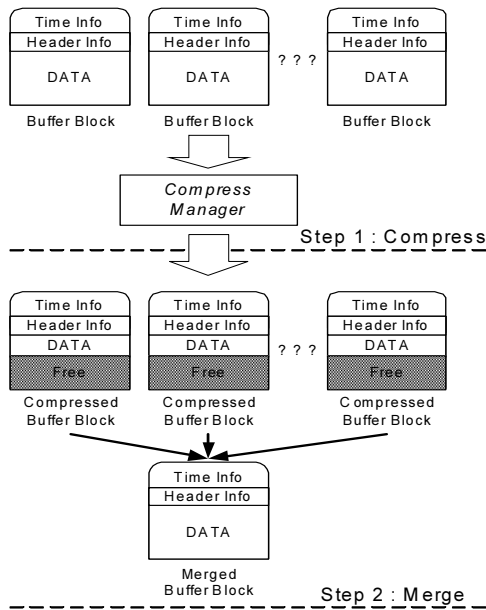 Time Info Time Info Time Info
Header Info Header Info Header Info
DATA DATA ? ? ? DATA
Buffer Block Buffer Block Buffer Block
Compress
Manager
Step 1 : Compress
Time Info Time Info Time Info
Header Info Header Info Header Info
DATA DATA ? ? ? DATA
Free Free Free
Compressed Compressed Compressed
Buffer Block Buffer Block Buffer Block
Time Info
Header Info
DATA
Merged
Buffer Block
Step 2 : Merge